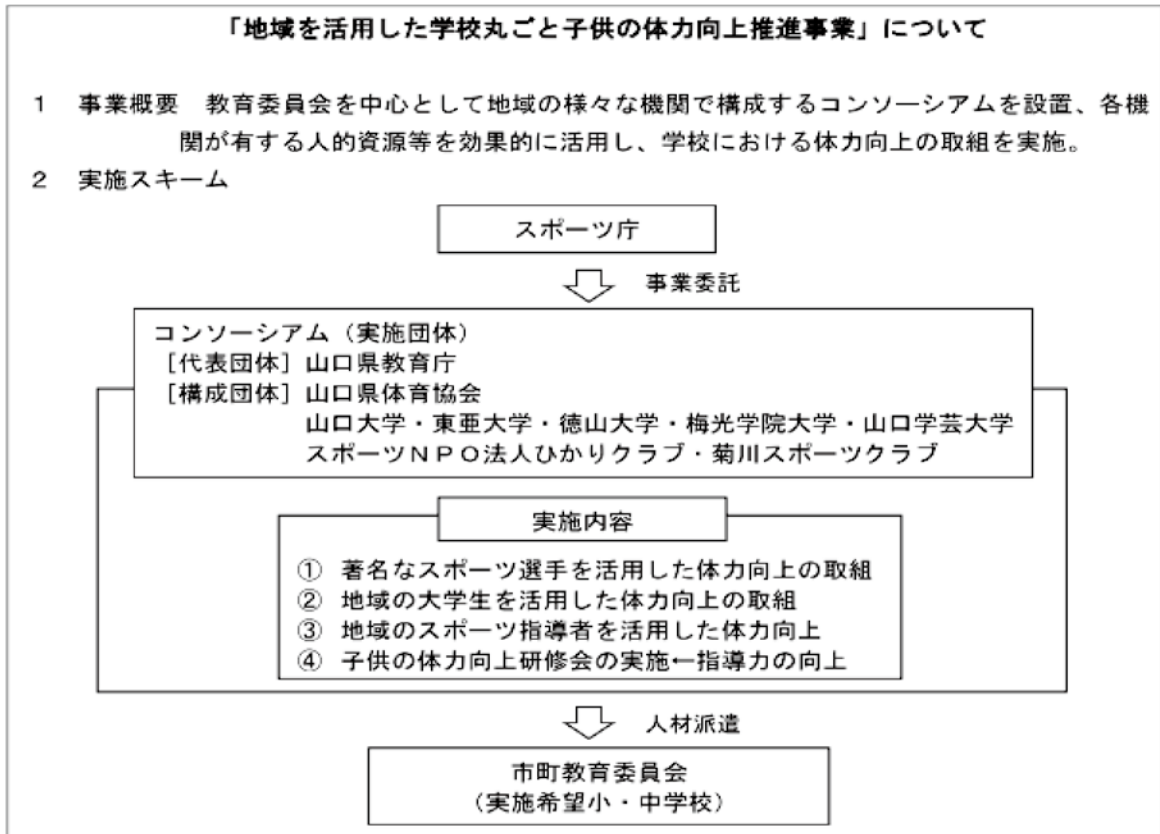 「地域を活用した学校丸ごと子供の体力向上推進事業」について
1 事業概要 教育委員会を中心として地域の様々な機関で構成するコンソーシアムを設置、各機
関が有する人的資源等を効果的に活用し、学校における体力向上の取組を実施。
2 実施スキーム
スポーツ庁
事業委託
コンソーシアム（実施団体）
［代表団体］山口県教育庁
［構成団体］山口県体育協会
山口大学・東亜大学・徳山大学・梅光学院大学・山口学芸大学
スポーツＮＰＯ法人ひかりクラブ・菊川スポーツクラブ
実施内容
① 著名なスポーツ選手を活用した体力向上の取組
② 地域の大学生を活用した体力向上の取組
③ 地域のスポーツ指導者を活用した体力向上
④ 子供の体力向上研修会の実施←指導力の向上
人材派遣
市町教育委員会
（実施希望小・中学校）